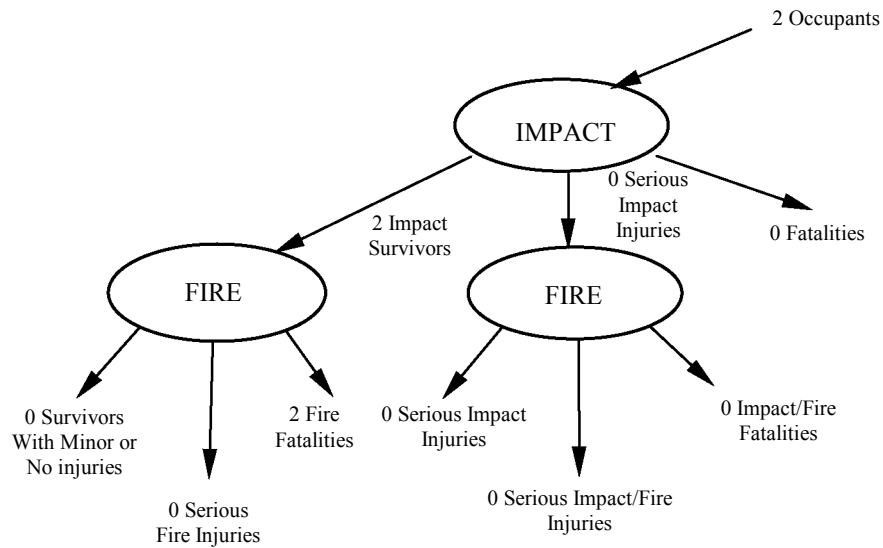 2 Occupants
IMPACT
0 Serious
Impact
Injuries
2 Impact
Survivors
0 Fatalities
FIRE
FIRE
0 Survivors
With Minor or
No injuries
2 Fire
Fatalities
0 Serious Impact
Injuries
0 Impact/Fire
Fatalities
0 Serious
Fire Injuries
0 Serious Impact/Fire
Injuries